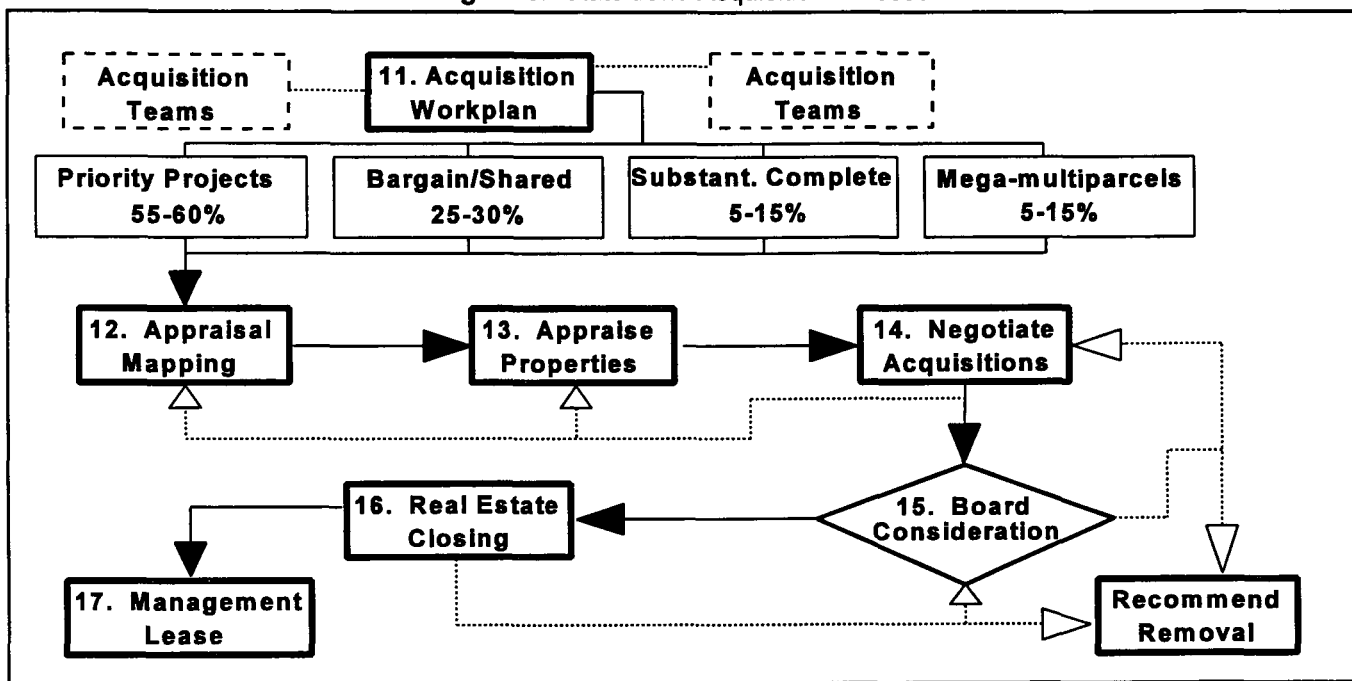 Acquisition
Teams
11. Acquisition
Workplan
Acquisition
Teams
Priority Projects
55-60%
Bargain/Shared
25-30%
Substant. Complete
5-15%
Mega-multiparcels
5-15%
12. Appraisal
Mapping
13. Appraise
Properties
14. Negotiate
Acquisitions
15. Board
Consideration
16. Real Estate
Closing
17. Management
Lease
Recommend
Removal